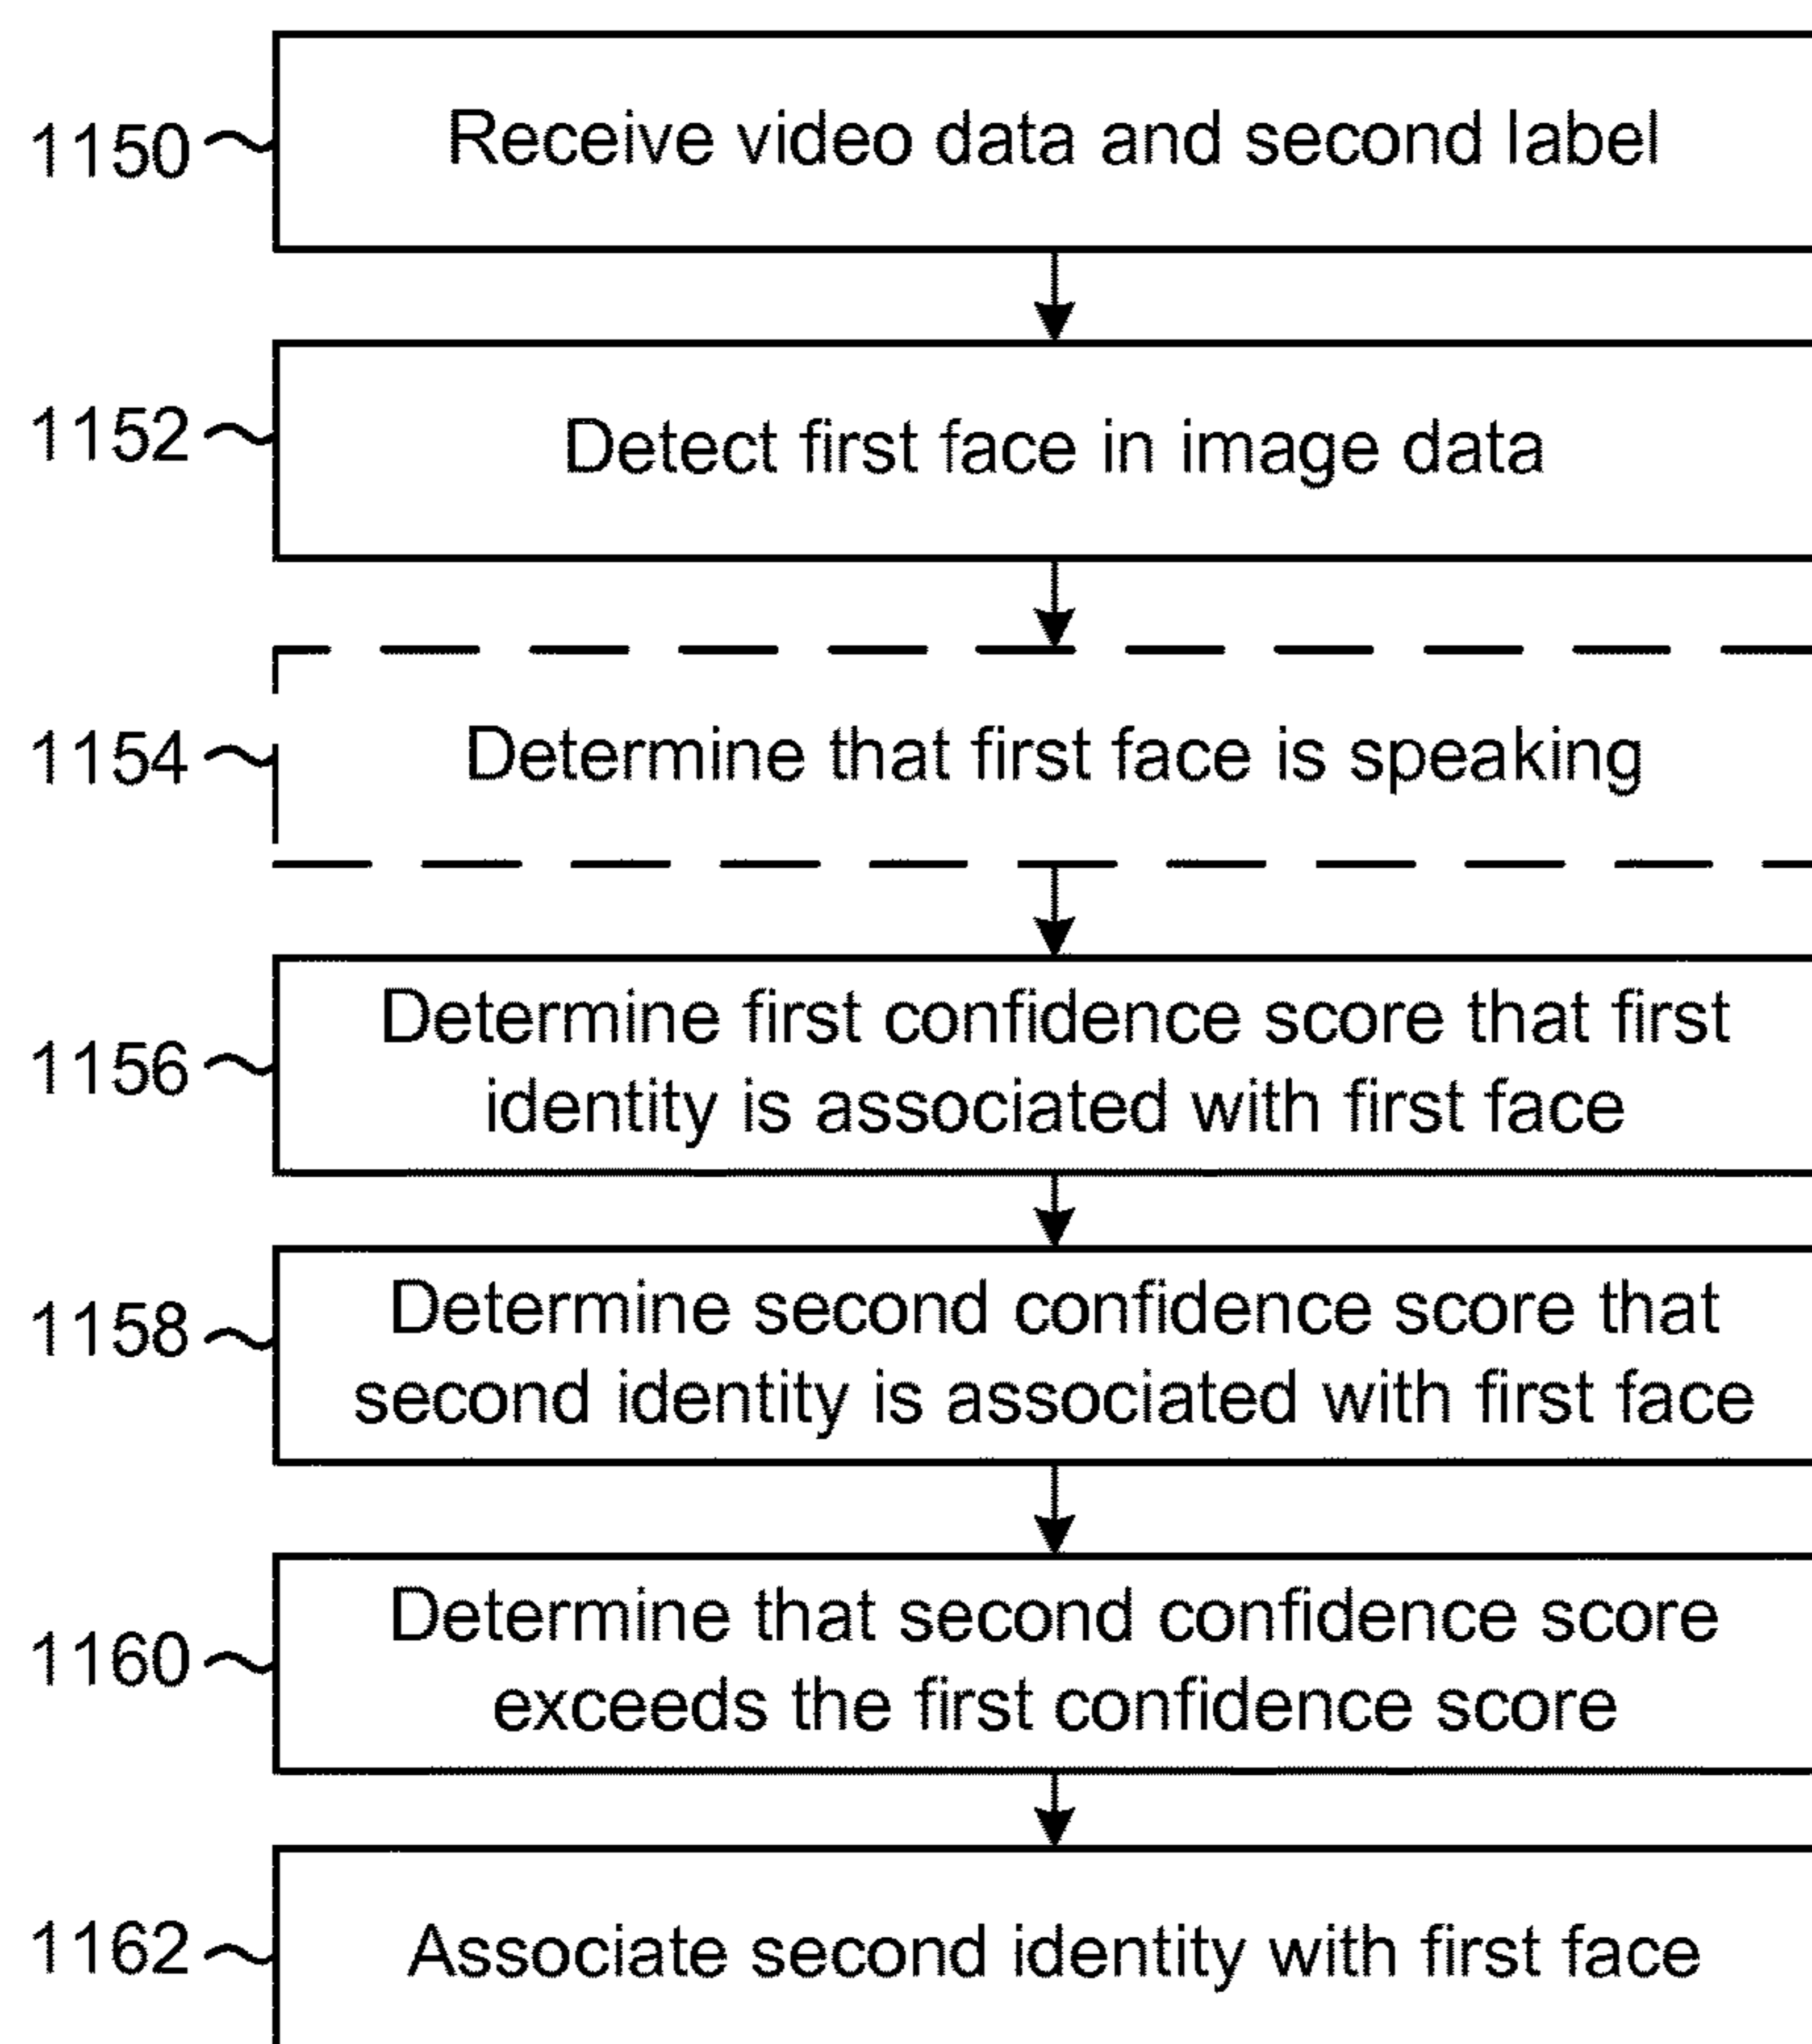 1150 Receive video data and second label
1152 Detect first face in image data
1154 Determine that first face is speaking
1156 Determine first confidence score that first
identity is associated with first face
1158 Determine second confidence score that
second identity is associated with first face
1160 Determine that second confidence score
exceeds the first confidence score
1162 Associate second identity with first face